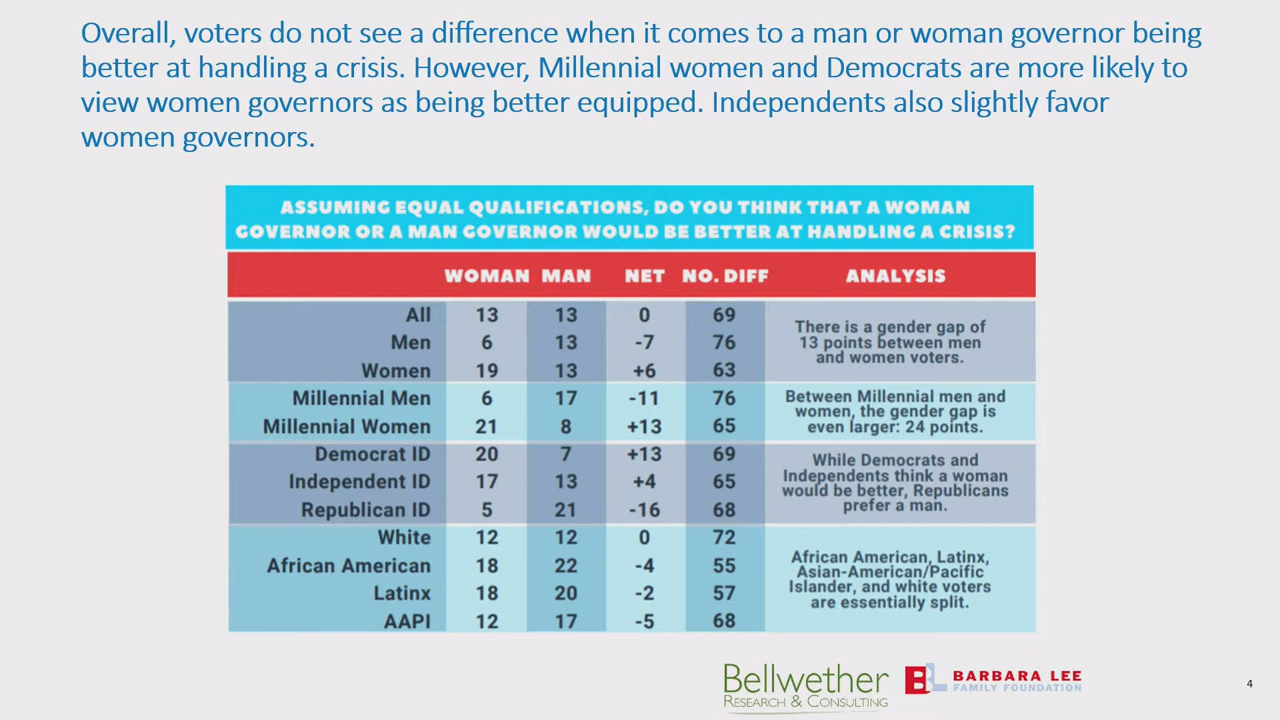 Overall, voters do not see a difference when it comes to a man or woman governor being
better at handling a crisis. However, Millennial women and Democrats are more likely to
view women governors as being better equipped. Independents also slightly favor
women governors.
ASSUMING EQUAL QUALIFICATIONS, DO YOU THINK THAT A WOMAN
GOVERNOR OR A MAN GOVERNOR WOULD BE BETTER AT HANDLING A CRISIS?
WOMAN MAN NET NO. DIFF ANALYSIS
All 13 13 0 69
Men 6 13 -7 76
Women 19 13 +6 63
There is a gender gap of
13 points between men
and women voters.
Millennial Men 6 17 -11 76
Millennial Women 21 8 +13 65
Between Millennial men and
women, the gender gap is
even larger: 24 points.
Democrat ID 20 7 +13 69
Independent ID 17 13 +4 65
Republican ID 5 21 -16 68
While Democrats and
Independents think a woman
would be better, Republicans
prefer a man.
White 12 12 0 72
African American 18 22 -4 55
Latinx 18 20 -2 57
AAPI 12 17 -5 68
African American, Latinx,
Asian-American/Pacific
Islander, and white voters
are essentially split.
Bellwether
RESEARCH & CONSULTING
BL BARBARA LEE
FAMILY FOUNDATION
4